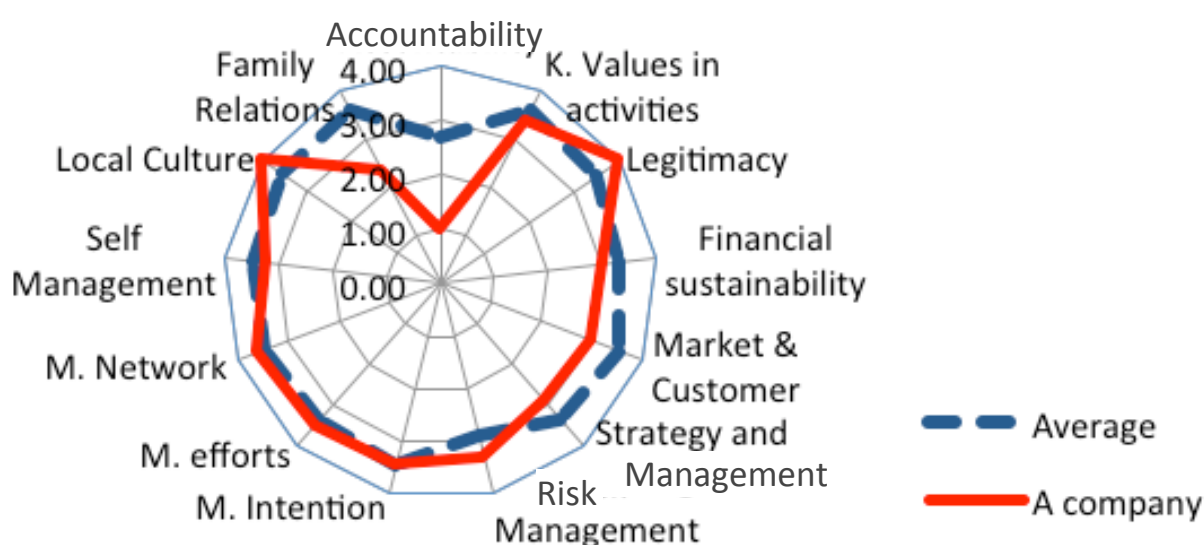 Accountability
4.00
3.00
2.00
1.00
0.00
K. Values in
activities
Legitimacy
Financial
sustainability
Market &
Customer
Strategy and
Management
Risk
Management
M. Intention
M. efforts
M. Network
Self
Management
Local Culture
Family
Relations
Average
A company